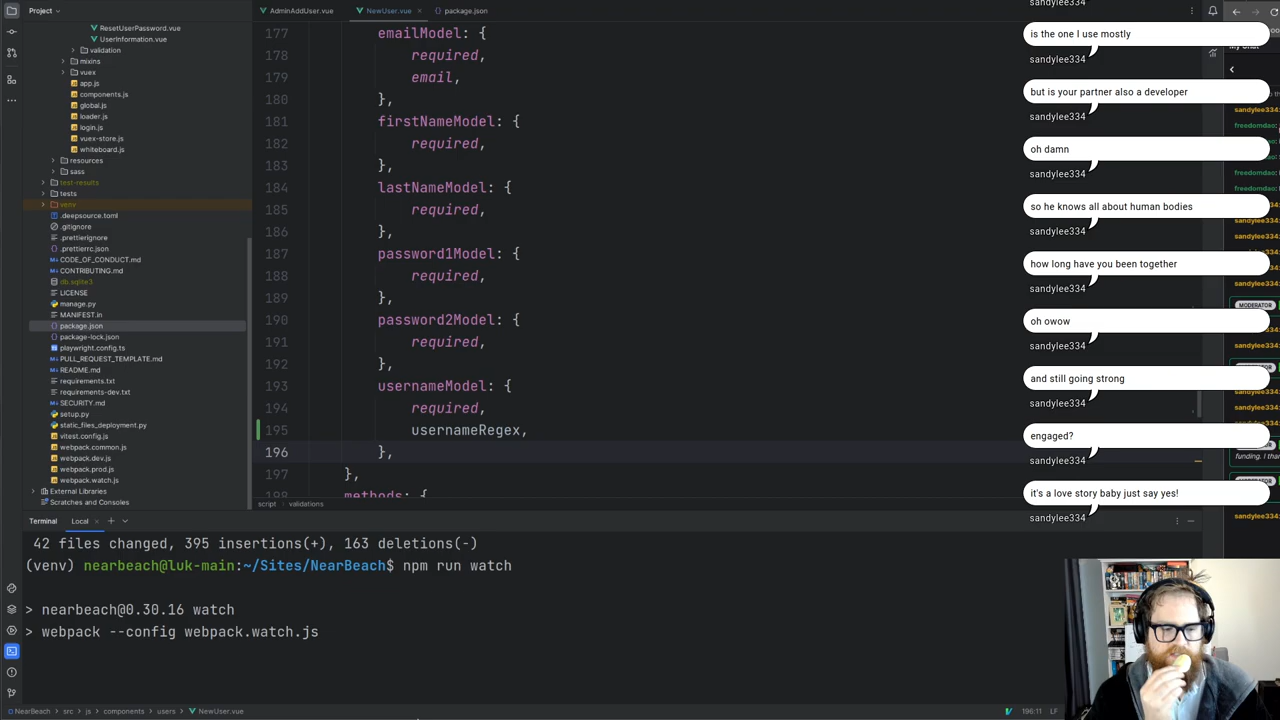 Project
ResetUserPassword.vue
UserInformation.vue
validation
mixins
vuex
app.js
components.js
global.js
loader.js
login.js
vuex-store.js
whiteboard.js
resources
sass
test-results
tests
venv
.deepsource.toml
.gitignore
.prettierignore
.prettierrc.json
CODE_OF_CONDUCT.md
CONTRIBUTING.md
db.sqlite3
LICENSE
manage.py
MANIFEST.in
package.json
package-lock.json
playwright.config.ts
PULL_REQUEST_TEMPLATE.md
README.md
requirements.txt
requirements-dev.txt
SECURITY.md
setup.py
static_files_deployment.py
vitest.config.js
webpack.common.js
webpack.dev.js
webpack.prod.js
webpack.watch.js
External Libraries
Scratches and Consoles
AdminAddUser.vue
NewUser.vue
package.json
177 emailModel: {
178 required,
179 email,
180 },
181 firstNameModel: {
182 required,
183 },
184 lastNameModel: {
185 required,
186 },
187 password1Model: {
188 required,
189 },
190 password2Model: {
191 required,
192 },
193 usernameModel: {
194 required,
195 usernameRegex,
196 },
197 },
198 methods: {
script validations
Terminal Local
42 files changed, 395 insertions(+), 163 deletions(-)
(venv) nearbeach@luk-main:~/Sites/NearBeach$ npm run watch
> nearbeach@0.30.16 watch
> webpack --config webpack.watch.js
NearBeach src js components users NewUser.vue
196:11 LF
sandylee334
is the one I use mostly
sandylee334
but is your partner also a developer
sandylee334
oh damn
sandylee334
so he knows all about human bodies
sandylee334
how long have you been together
sandylee334
oh owow
sandylee334
and still going strong
sandylee334
engaged?
sandylee334
it's a love story baby just say yes!
sandylee334